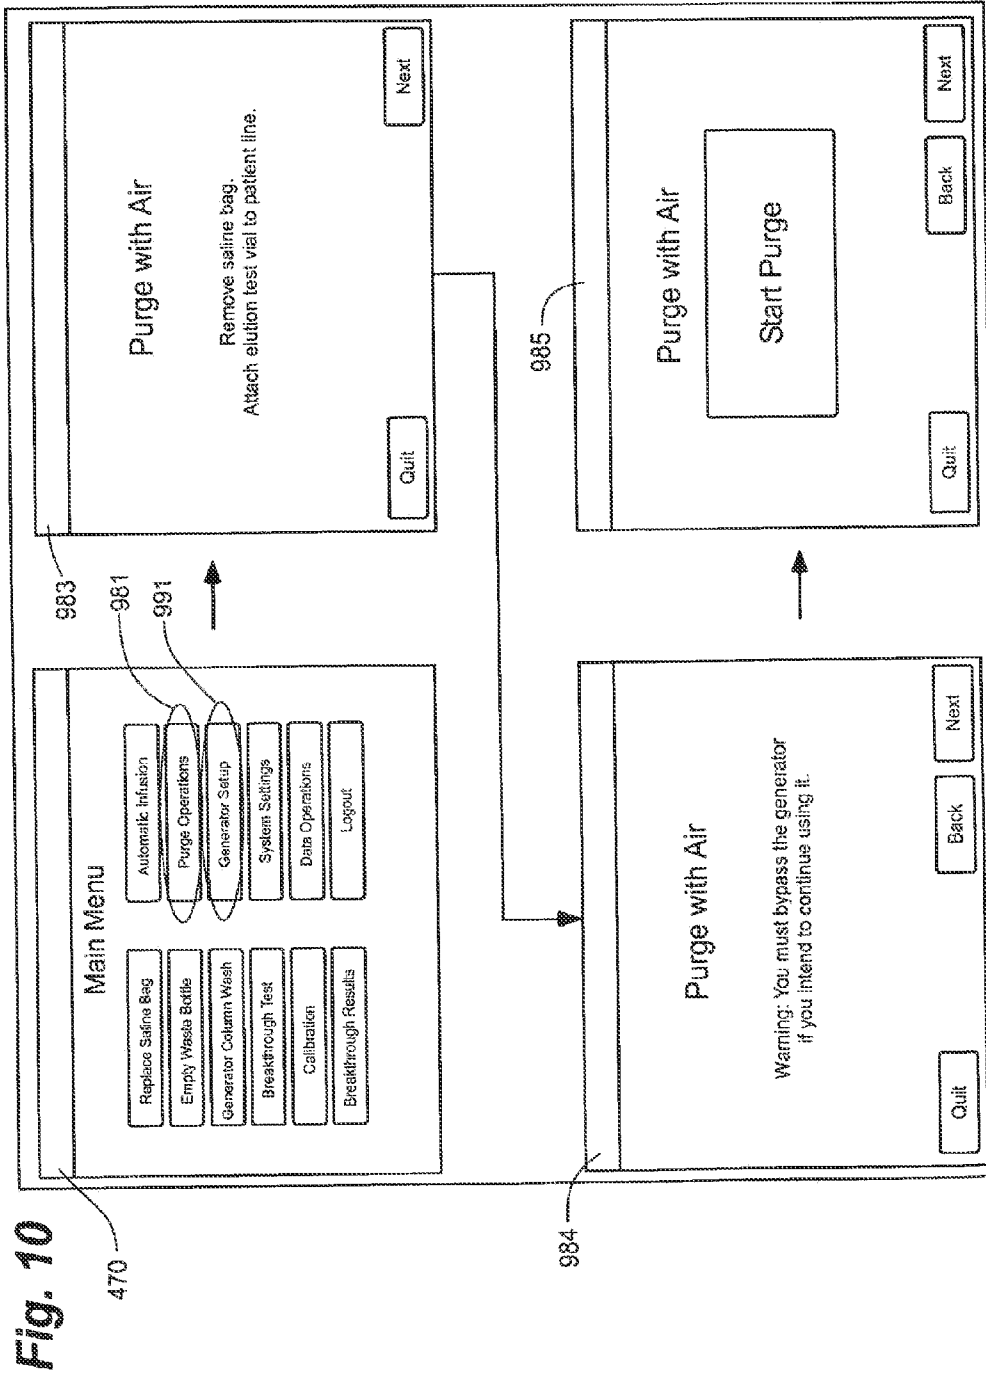 Fig. 10
470
Main Menu
Replace Saline Bag
Empty Waste Bottle
Generator Column Wash
Breakthrough Test
Calibration
Breakthrough Results
Automatic Infusion
Purge Operations
Generator Setup
System Settings
Data Operations
Logout
981
991
983
Purge with Air
Remove saline bag.
Attach elution test vial to patient line.
Quit
Next
984
Purge with Air
Warning: You must bypass the generator
if you intend to continue using it.
Quit
Back
Next
985
Purge with Air
Start Purge
Quit
Back
Next